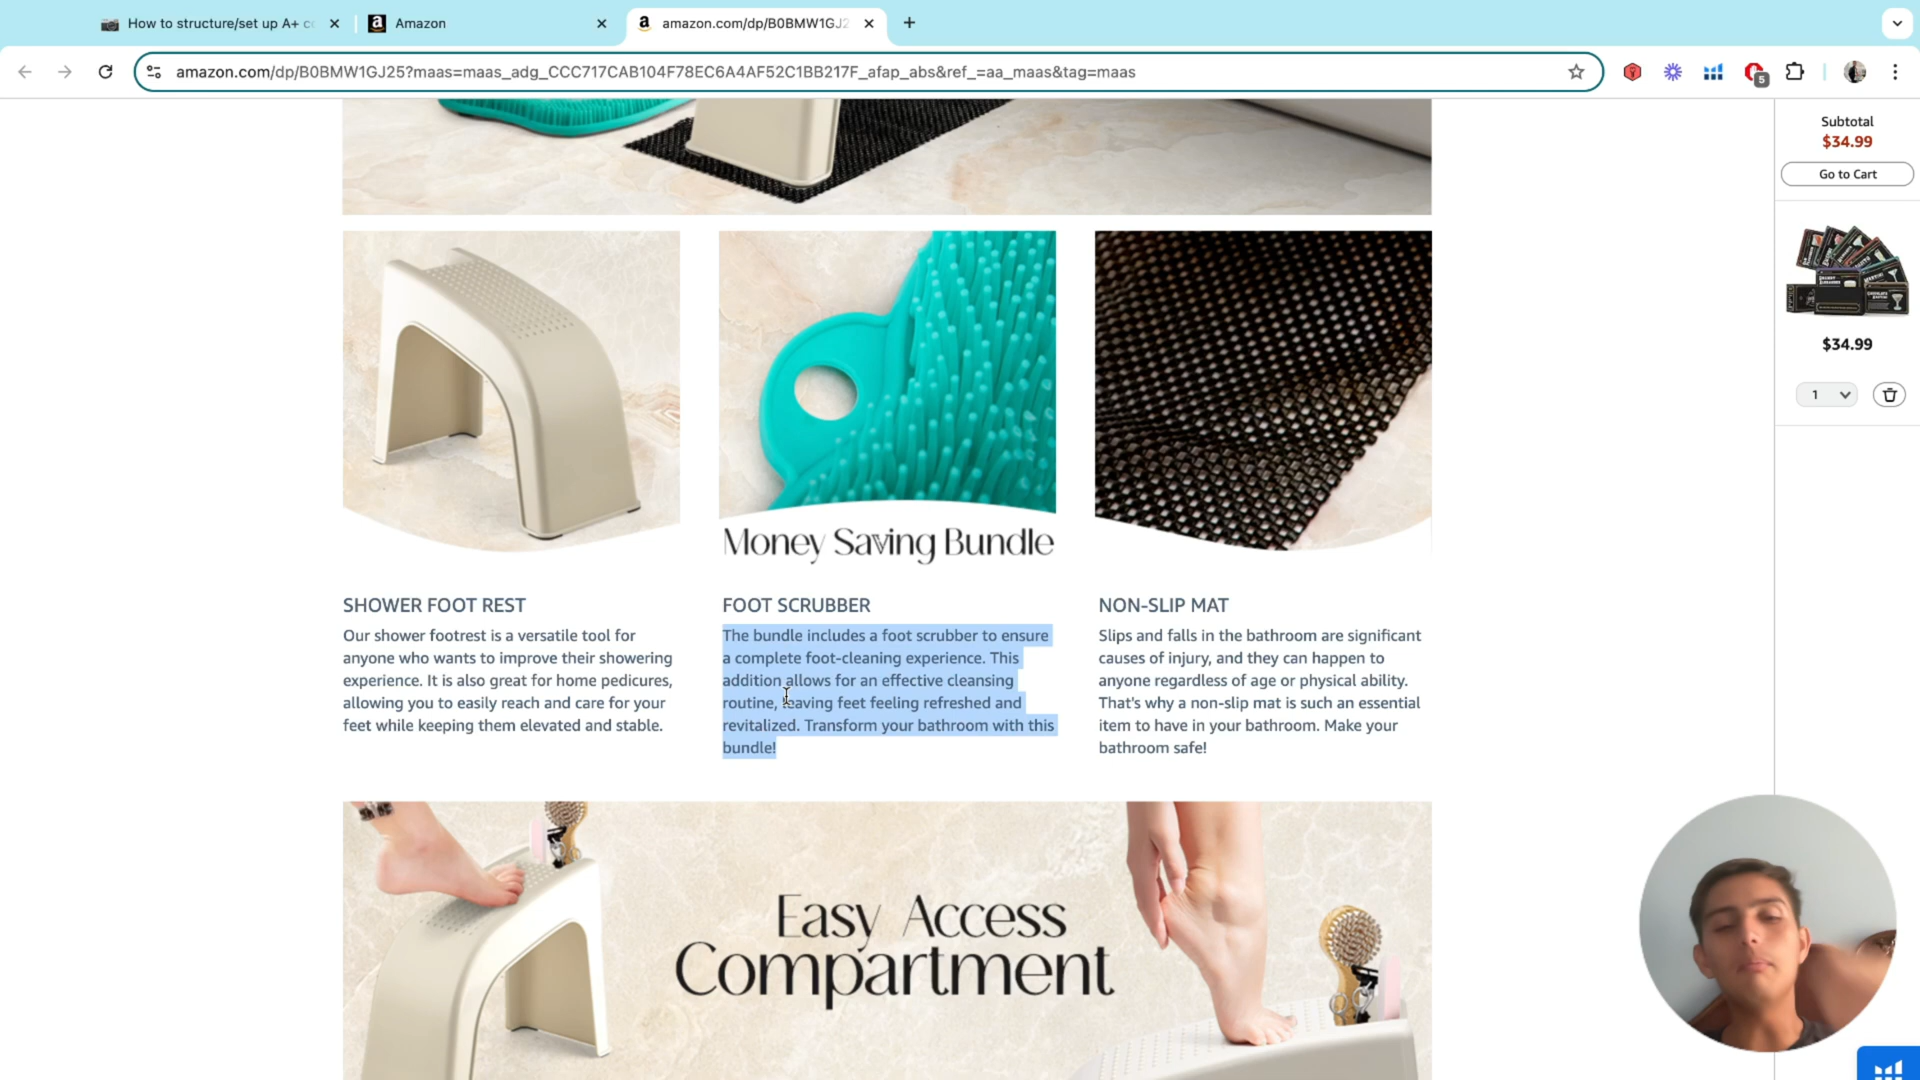 How to structure/set up A+ c
Amazon
amazon.com/dp/B0BMW1GJ2
amazon.com/dp/B0BMW1GJ25?maas=maas_adg_CCC717CAB104F78EC6A4AF52C1BB217F_afap_abs&ref_=aa_maas&tag=maas
5
Subtotal
$34.99
Go to Cart
$34.99
1
Money Saving Bundle
SHOWER FOOT REST
Our shower footrest is a versatile tool for
anyone who wants to improve their showering
experience. It is also great for home pedicures,
allowing you to easily reach and care for your
feet while keeping them elevated and stable.
FOOT SCRUBBER
The bundle includes a foot scrubber to ensure
a complete foot-cleaning experience. This
addition allows for an effective cleansing
routine, leaving feet feeling refreshed and
revitalized. Transform your bathroom with this
bundle!
NON-SLIP MAT
Slips and falls in the bathroom are significant
causes of injury, and they can happen to
anyone regardless of age or physical ability.
That's why a non-slip mat is such an essential
item to have in your bathroom. Make your
bathroom safe!
Easy Access
Compartment